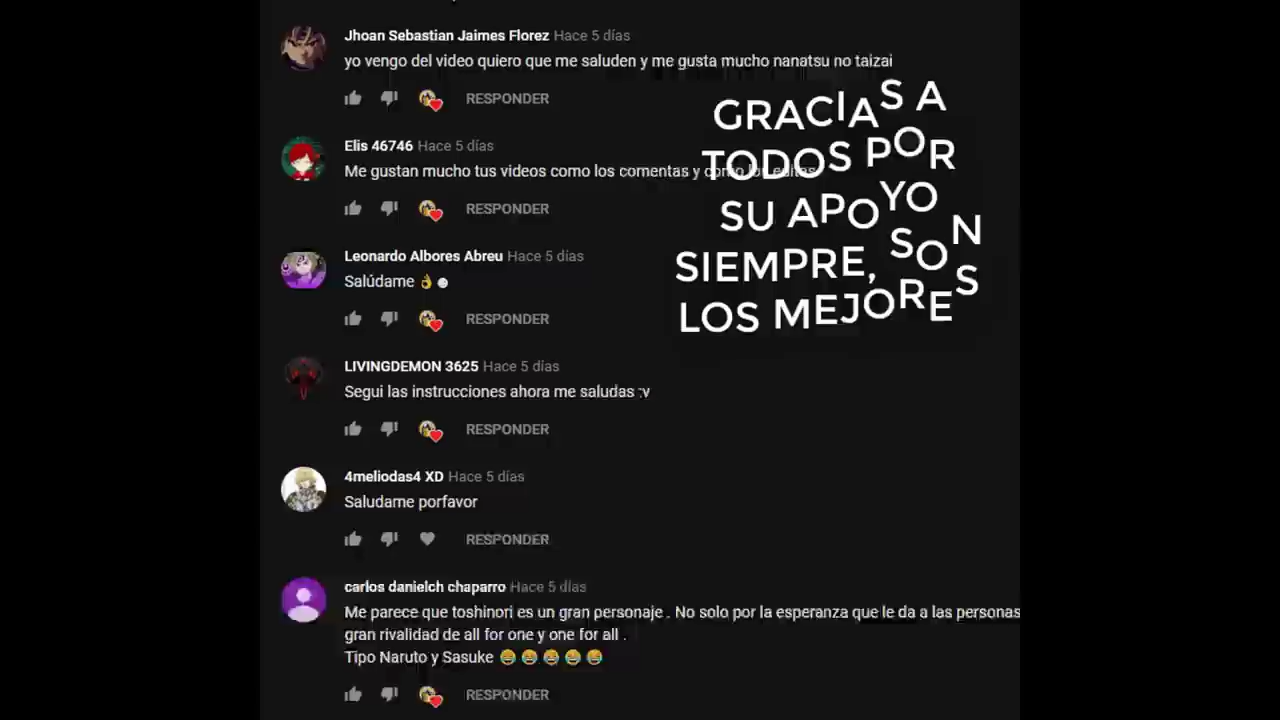 Jhoan Sebastian Jaimes Florez Hace 5 días
yo vengo del video quiero que me saluden y me gusta mucho nanatsu no taizai
RESPONDER
Elis 46746 Hace 5 días
Me gustan mucho tus videos como los comentas y como los editas
RESPONDER
Leonardo Albores Abreu Hace 5 días
Salúdame 👌
RESPONDER
LIVINGDEMON 3625 Hace 5 días
Segui las instrucciones ahora me saludas :v
RESPONDER
4meliodas4 XD Hace 5 días
Saludame porfavor
RESPONDER
carlos danielch chaparro Hace 5 días
Me parece que toshinori es un gran personaje . No solo por la esperanza que le da a las personas
gran rivalidad de all for one y one for all .
Tipo Naruto y Sasuke 😂 😂 😂 😂 😂
RESPONDER
GRACIAS A
TODOS POR
SU APOYO
SIEMPRE, SON
LOS MEJORES